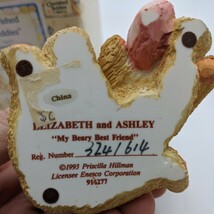 China
$6
ELIZABETH and ASHLEY
"My Beary Best Friend"
Reg. Number 324/614
©1993 Priscilla Hillman
Licensee Enesco Corporation
914277